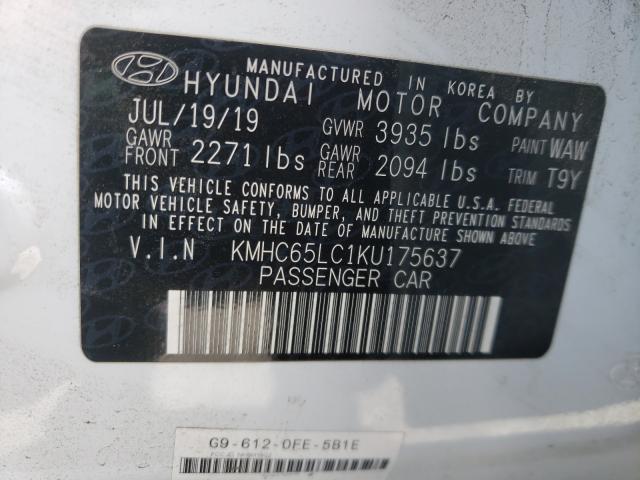 MANUFACTURED IN KOREA BY
HYUNDAI MOTOR COMPANY
JUL/19/19 GVWR 3935 lbs PAINT WAW
GAWR FRONT 2271 lbs GAWR REAR 2094 lbs TRIM T9Y
THIS VEHICLE CONFORMS TO ALL APPLICABLE U.S.A. FEDERAL
MOTOR VEHICLE SAFETY, BUMPER, AND THEFT PREVENTION STANDARDS
IN EFFECT ON THE DATE OF MANUFACTURE SHOWN ABOVE
V.I.N KMHC65LC1KU175637
PASSENGER CAR
G9-612-0FE-5B1E